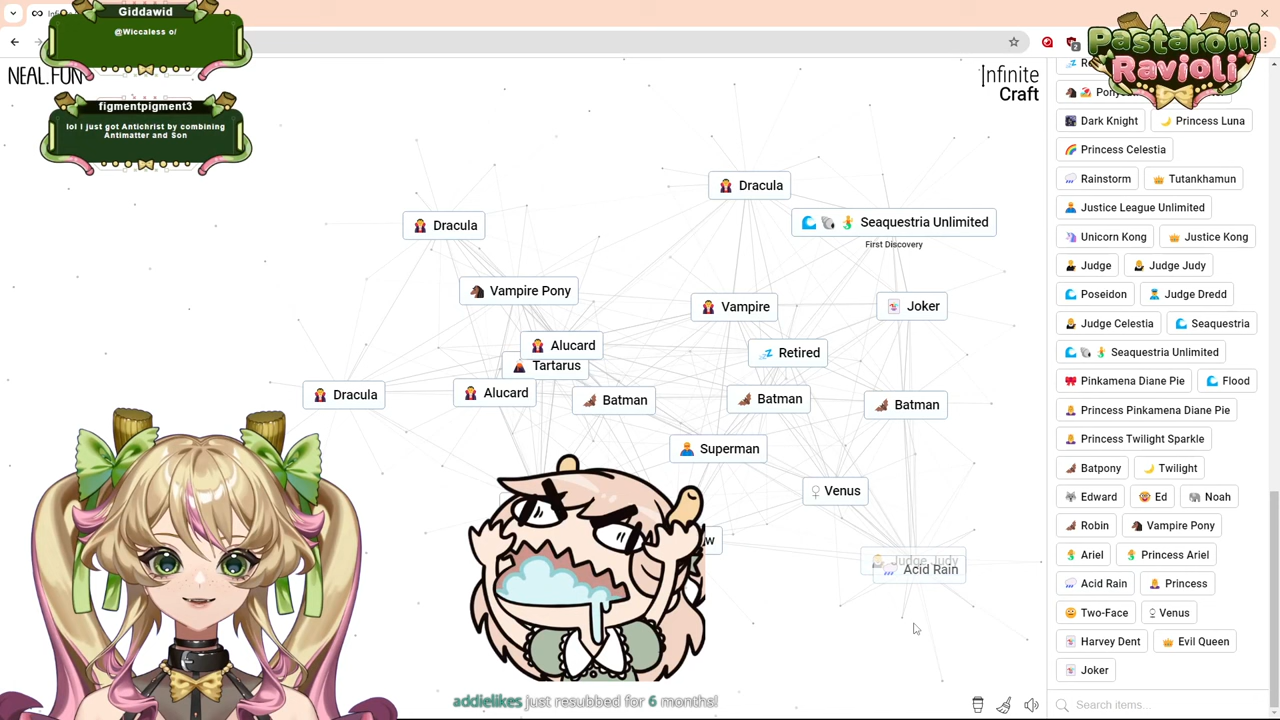 Giddawid
@Wiccaless o/
figmentpigment3
lol I just got Antichrist by combining
Antimatter and Son
NEAL.FUN
Infinite
Craft
Pastaroni
Ravioli
2
Dracula
Dracula
Seaquestria Unlimited
First Discovery
Vampire Pony
Vampire
Joker
Alucard
Retired
Tartarus
Dracula
Alucard
Batman
Batman
Batman
Superman
Venus
w
Judge Judy
Acid Rain
addielikes just resubbed for 6 months!
Dark Knight
Princess Luna
Princess Celestia
Rainstorm
Tutankhamun
Justice League Unlimited
Unicorn Kong
Justice Kong
Judge
Judge Judy
Poseidon
Judge Dredd
Judge Celestia
Seaquestria
Seaquestria Unlimited
Pinkamena Diane Pie
Flood
Princess Pinkamena Diane Pie
Princess Twilight Sparkle
Batpony
Twilight
Edward
Ed
Noah
Robin
Vampire Pony
Ariel
Princess Ariel
Acid Rain
Princess
Two-Face
Venus
Harvey Dent
Evil Queen
Joker
Search items...